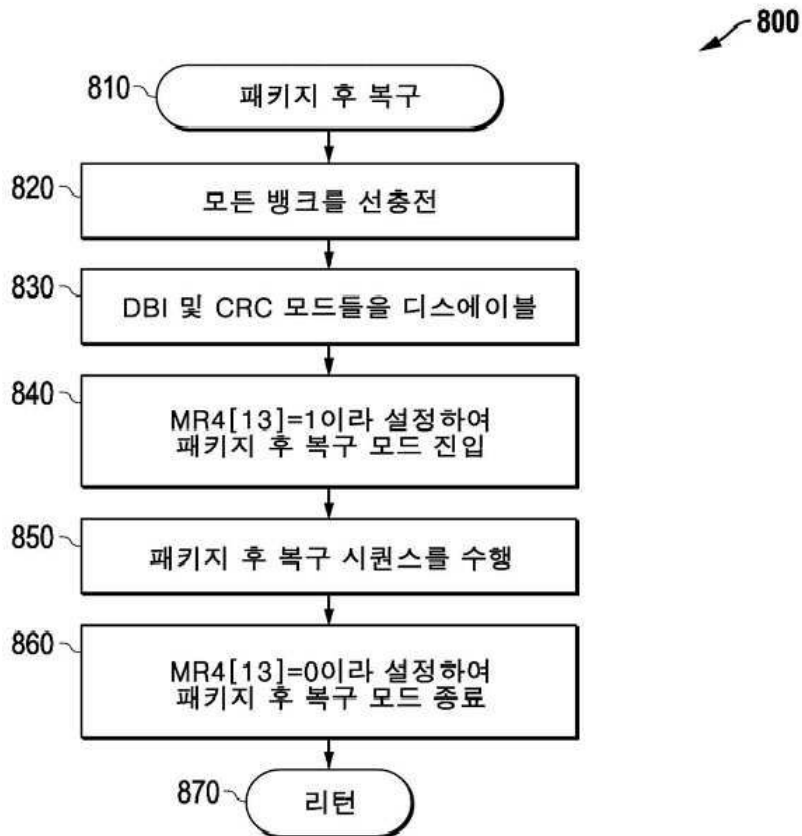 800
810
패키지 후 복구
820
모든 뱅크를 선충전
830
DBI 및 CRC 모드들을 디스에이블
840
MR4[13]=1이라 설정하여
패키지 후 복구 모드 진입
850
패키지 후 복구 시퀀스를 수행
860
MR4[13]=0이라 설정하여
패키지 후 복구 모드 종료
870
리턴